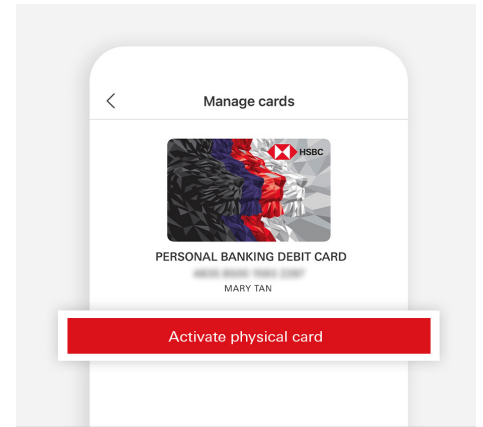 Manage cards
HSBC
PERSONAL BANKING DEBIT CARD
MARY TAN
Activate physical card